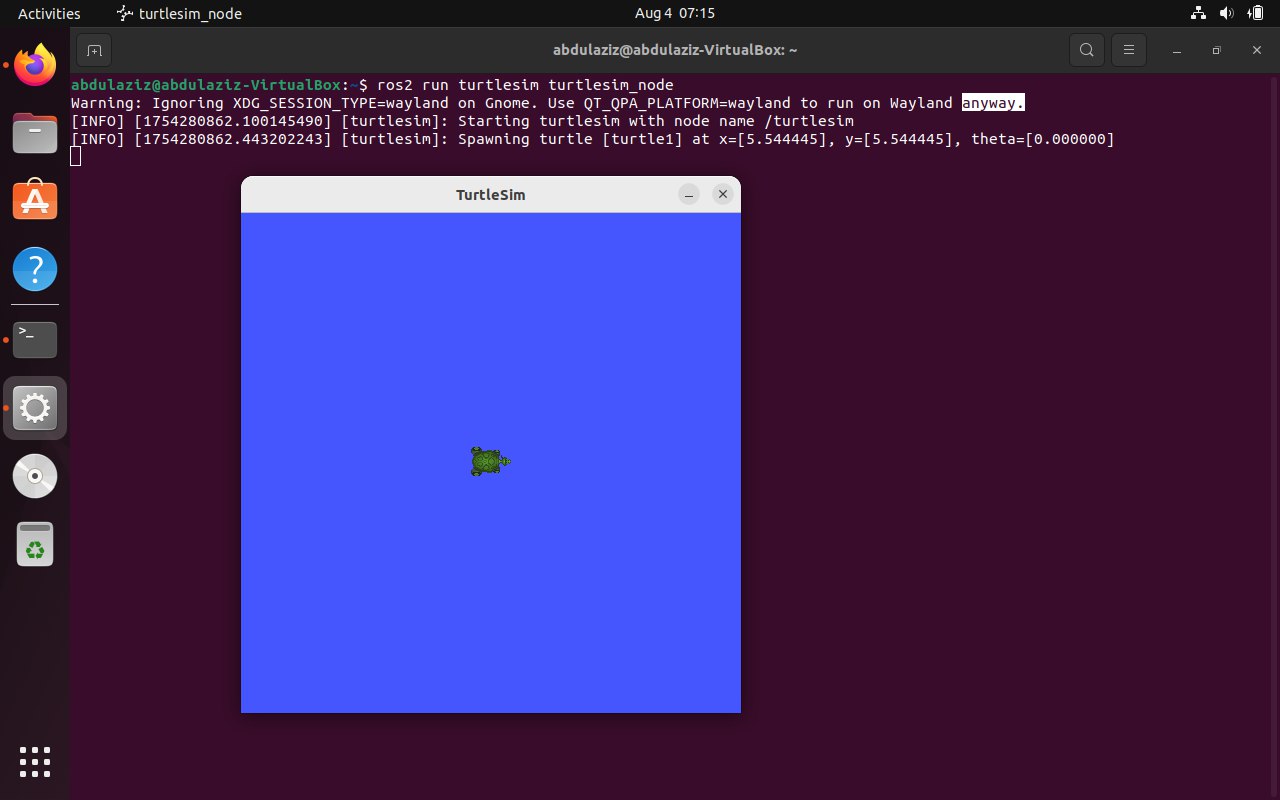 Activities
turtlesim_node
Aug 4 07:15
abdulaziz@abdulaziz-VirtualBox: ~
abdulaziz@abdulaziz-VirtualBox:~$ ros2 run turtlesim turtlesim_node
Warning: Ignoring XDG_SESSION_TYPE=wayland on Gnome. Use QT_QPA_PLATFORM=wayland to run on Wayland anyway.
[INFO] [1754280862.100145490] [turtlesim]: Starting turtlesim with node name /turtlesim
[INFO] [1754280862.443202243] [turtlesim]: Spawning turtle [turtle1] at x=[5.544445], y=[5.544445], theta=[0.000000]
TurtleSim